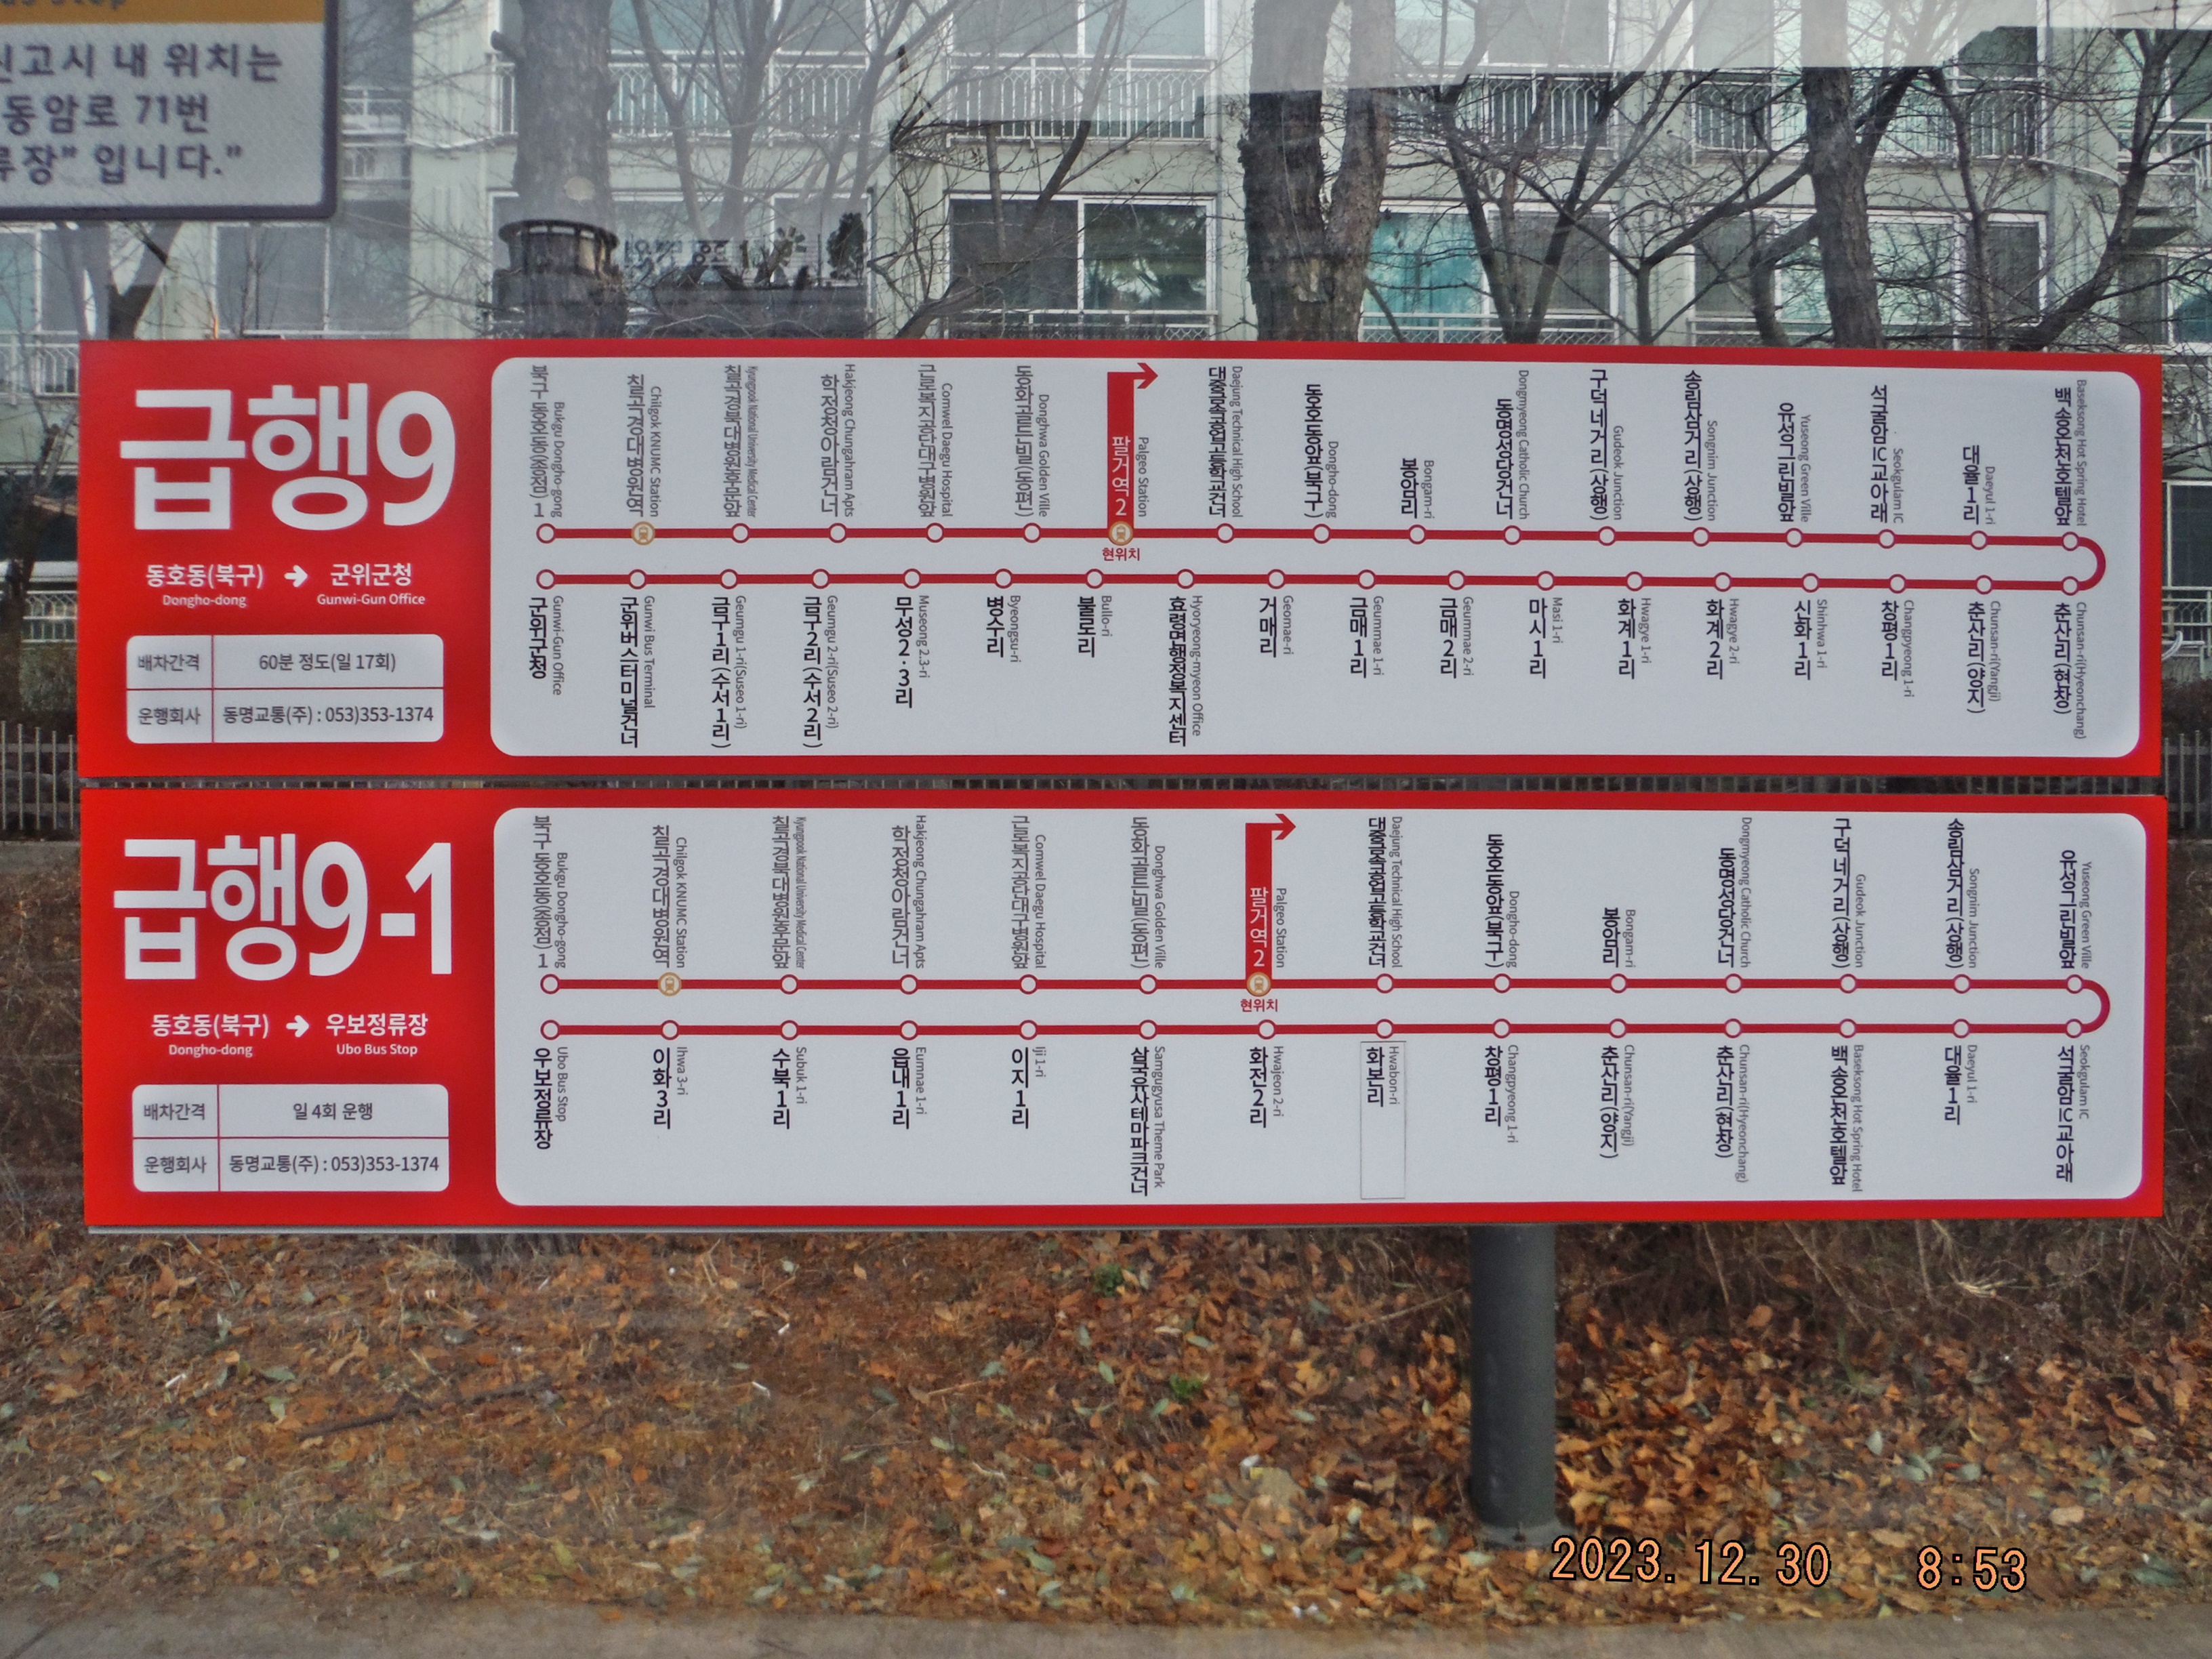 신고시 내 위치는
동암로 71번
류장” 입니다.”
급행9
동호동(북구) → 군위군청
Dongho-dong Gunwi-Gun Office
배차간격 60분 정도(일 17회)
운행회사 동명교통(주) : 053)353-1374
북구 동호동(종점) 1 Bukgu Dongho-gong
칠곡경대병원역 Chilgok KNUMC Station
칠곡경북대병원후문앞 Kyungpook National University Medical Center
학정청아람건너 Hakjeong Chungahram Apts
근로복지공단대구병원앞 Comwel Daegu Hospital
동화골든빌(동편) Donghwa Golden Ville
팔거역2 Palgeo Station
현위치
Daejung Technical High School
동호동앞(북구) Dongho-dong
봉암리 Bongam-ri
동명성당건너 Dongmyeong Catholic Church
구덕네거리(상행) Gudeok Junction
송림삼거리(상행) Songnim Junction
유성그린빌앞 Yuseong Green Ville
석굴암IC교아래 Seokgulam IC
대율1리 Daeyul 1-ri
백송온천호텔앞 Baseksong Hot Spring Hotel
군위군청 Gunwi-Gun Office
군위버스터미널건너 Gunwi Bus Terminal
금구1리(수서1리) Geumgu 1-ri(Suseo 1-ri)
금구2리(수서2리) Geumgu 2-ri(Suseo 2-ri)
무성2·3리 Museong 2.3-ri
병수리 Byeongsu-ri
불로리 Bullo-ri
효령면행정복지센터 Hyoryeong-myeon Office
거매리 Geomae-ri
금매1리 Geummae 1-ri
금매2리 Geummae 2-ri
마시1리 Masi 1-ri
화계1리 Hwagye 1-ri
화계2리 Hwagye 2-ri
신화1리 Shinhwa 1-ri
창평1리 Changpyeong 1-ri
춘산리(양지) Chunsan-ri(Yangji)
춘산리(현창) Chunsan-ri(Hyeonchang)
급행9-1
동호동(북구) → 우보정류장
Dongho-dong Ubo Bus Stop
배차간격 일 4회 운행
운행회사 동명교통(주) : 053)353-1374
북구 동호동(종점) 1 Bukgu Dongho-gong
칠곡경대병원역 Chilgok KNUMC Station
칠곡경북대병원후문앞 Kyungpook National University Medical Center
학정청아람건너 Hakjeong Chungahram Apts
근로복지공단대구병원앞 Comwel Daegu Hospital
동화골든빌(동편) Donghwa Golden Ville
팔거역2 Palgeo Station
현위치
Daejung Technical High School
동호동앞(북구) Dongho-dong
봉암리 Bongam-ri
동명성당건너 Dongmyeong Catholic Church
구덕네거리(상행) Gudeok Junction
송림삼거리(상행) Songnim Junction
유성그린빌앞 Yuseong Green Ville
우보정류장 Ubo Bus Stop
이화3리 Ihwa 3-ri
수북1리 Subuk 1-ri
읍내1리 Eumnae 1-ri
이지1리 Iji 1-ri
삼국유사테마파크건너 Samgugyusa Theme Park
화전2리 Hwajeon 2-ri
화본리 Hwabon-ri
창평1리 Changpyeong 1-ri
춘산리(양지) Chunsan-ri(Yangji)
춘산리(현창) Chunsan-ri(Hyeonchang)
백송온천호텔앞 Baseksong Hot Spring Hotel
대율1리 Daeyul 1-ri
석굴암IC교아래 Seokgulam IC
2023.12.30 8:53